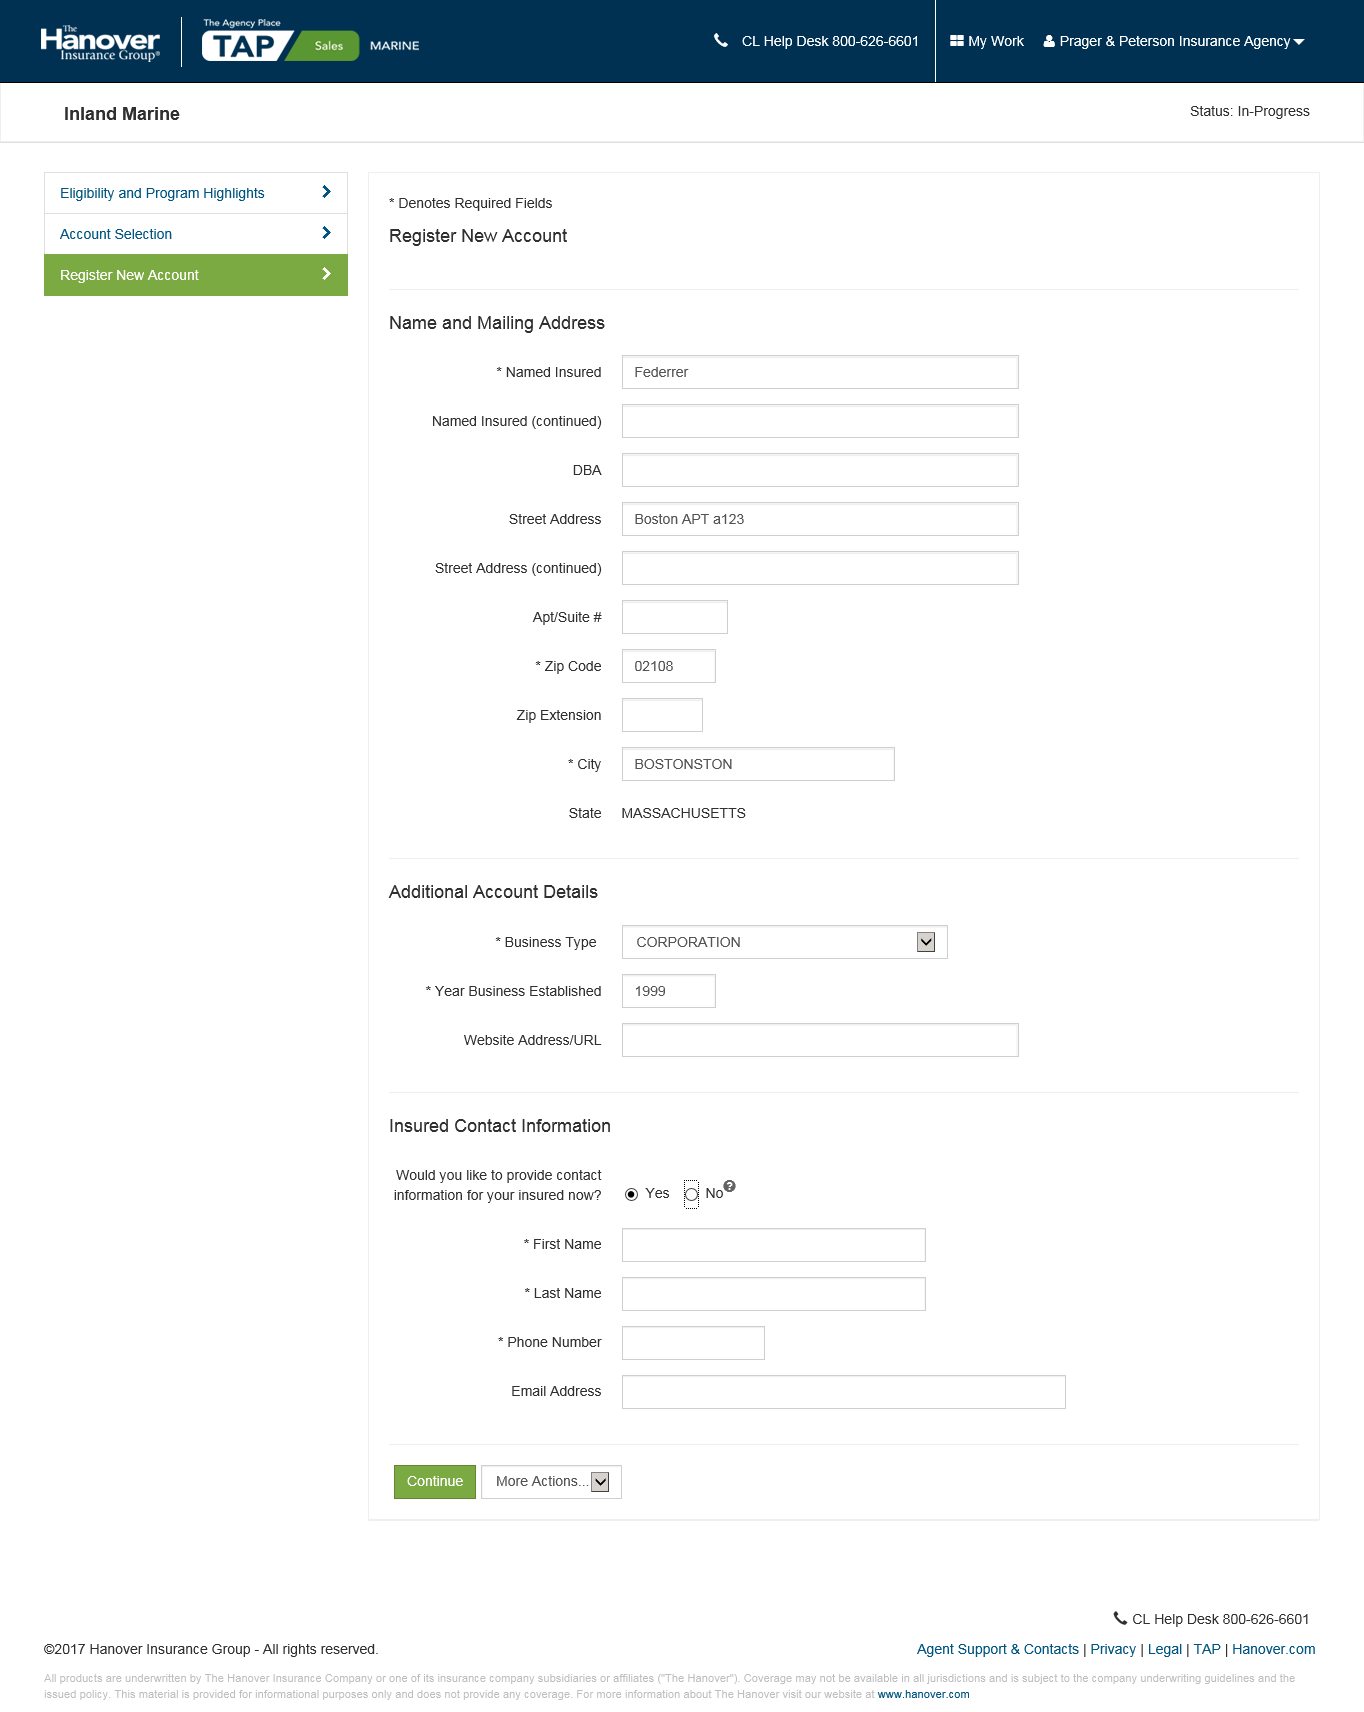 The
Hanover
Insurance Group®
The Agency Place
TAP Sales MARINE
CL Help Desk 800-626-6601
My Work
Prager & Peterson Insurance Agency
Inland Marine
Status: In-Progress
Eligibility and Program Highlights
Account Selection
Register New Account
* Denotes Required Fields
Register New Account
Name and Mailing Address
* Named Insured Federrer
Named Insured (continued)
DBA
Street Address Boston APT a123
Street Address (continued)
Apt/Suite #
* Zip Code 02108
Zip Extension
* City BOSTONSTON
State MASSACHUSETTS
Additional Account Details
* Business Type CORPORATION
* Year Business Established 1999
Website Address/URL
Insured Contact Information
Would you like to provide contact
information for your insured now? Yes No ?
* First Name
* Last Name
* Phone Number
Email Address
Continue More Actions...
CL Help Desk 800-626-6601
©2017 Hanover Insurance Group - All rights reserved.
Agent Support & Contacts | Privacy | Legal | TAP | Hanover.com
All products are underwritten by The Hanover Insurance Company or one of its insurance company subsidiaries or affiliates ("The Hanover"). Coverage may not be available in all jurisdictions and is subject to the company underwriting guidelines and the
issued policy. This material is provided for informational purposes only and does not provide any coverage. For more information about The Hanover visit our website at www.hanover.com